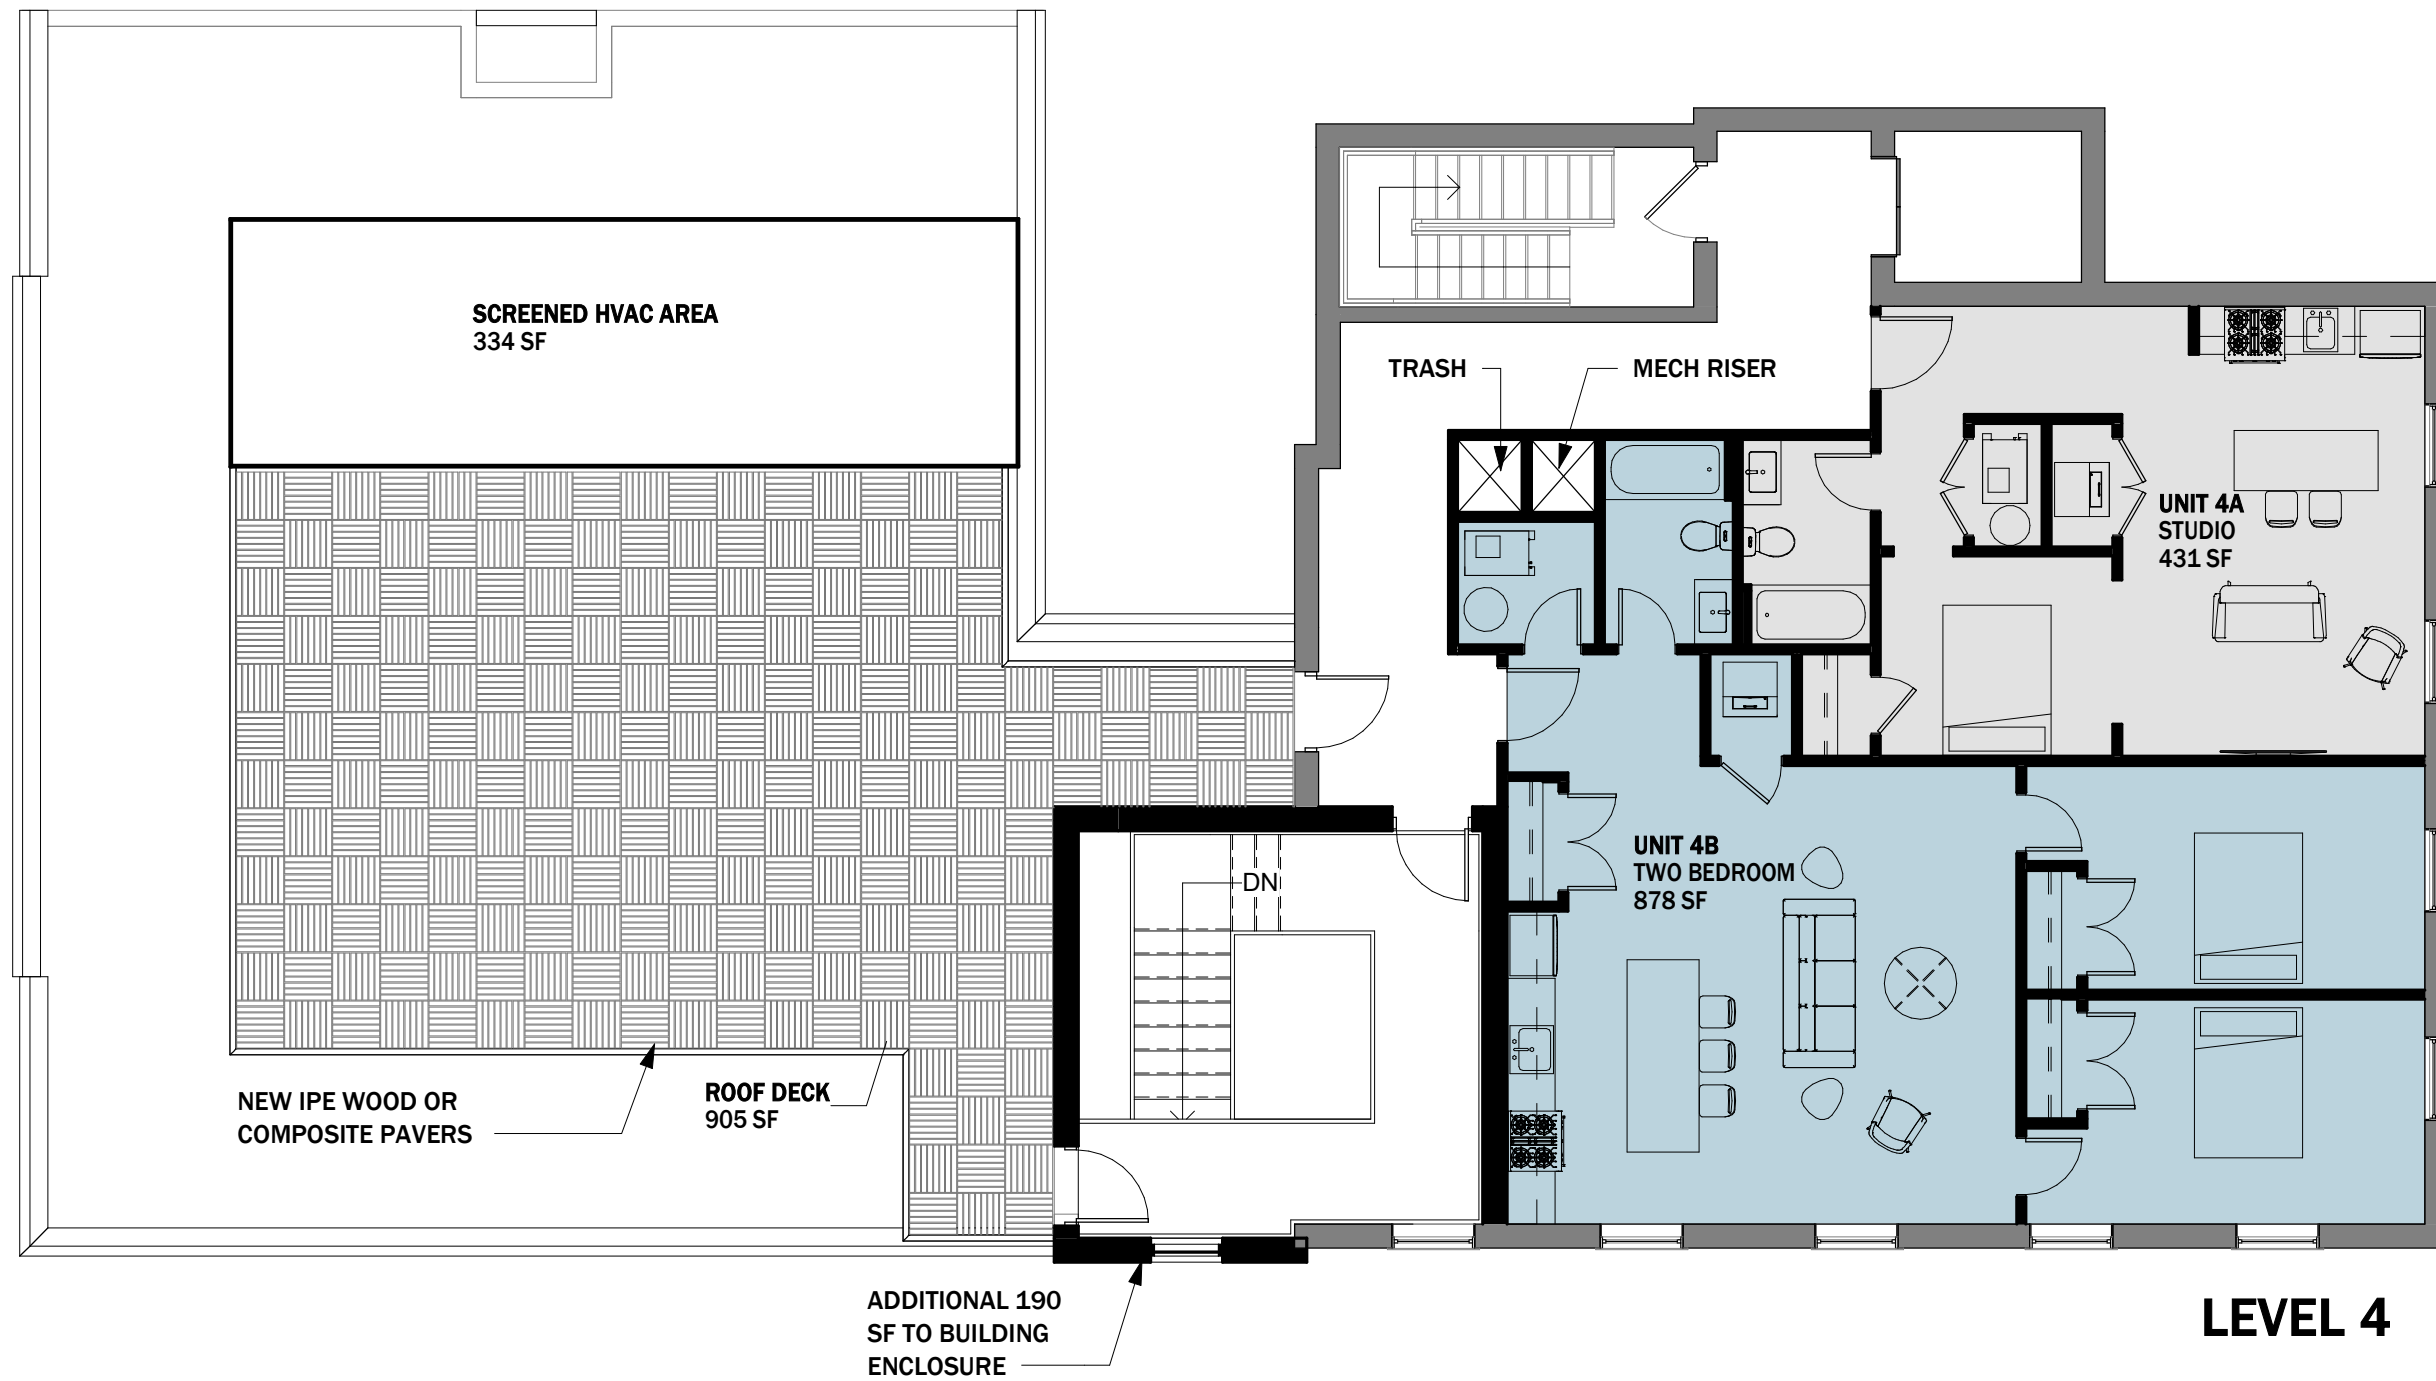 SCREENED HVAC AREA
334 SF
TRASH
MECH RISER
UNIT 4A
STUDIO
431 SF
UNIT 4B
TWO BEDROOM
878 SF
DN
NEW IPE WOOD OR
COMPOSITE PAVERS
ROOF DECK
905 SF
ADDITIONAL 190
SF TO BUILDING
ENCLOSURE
LEVEL 4